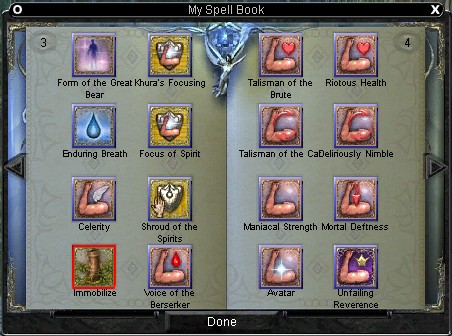 O My Spell Book X
3
4
Form of the Great
Bear
Khura's Focusing
Talisman of the
Brute
Riotous Health
Enduring Breath
Focus of Spirit
Talisman of the Ca
Deliriously Nimble
Celerity
Shroud of the
Spirits
Maniacal Strength
Mortal Deftness
Immobilize
Voice of the
Berserker
Avatar
Unfailing
Reverence
Done